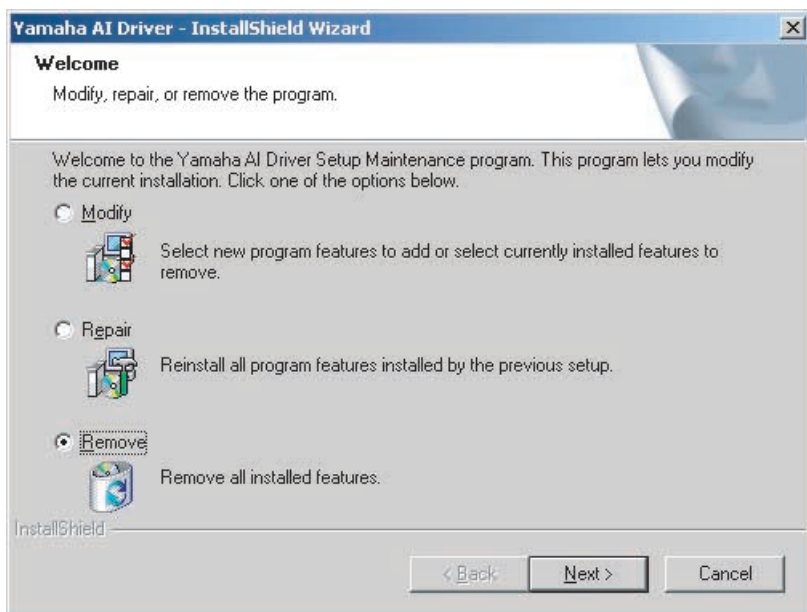 Yamaha AI Driver - InstallShield Wizard
Welcome
Modify, repair, or remove the program.
Welcome to the Yamaha AI Driver Setup Maintenance program. This program lets you modify
the current installation. Click one of the options below.
Modify
Select new program features to add or select currently installed features to
remove.
Repair
Reinstall all program features installed by the previous setup.
Remove
Remove all installed features.
InstallShield
< Back
Next >
Cancel